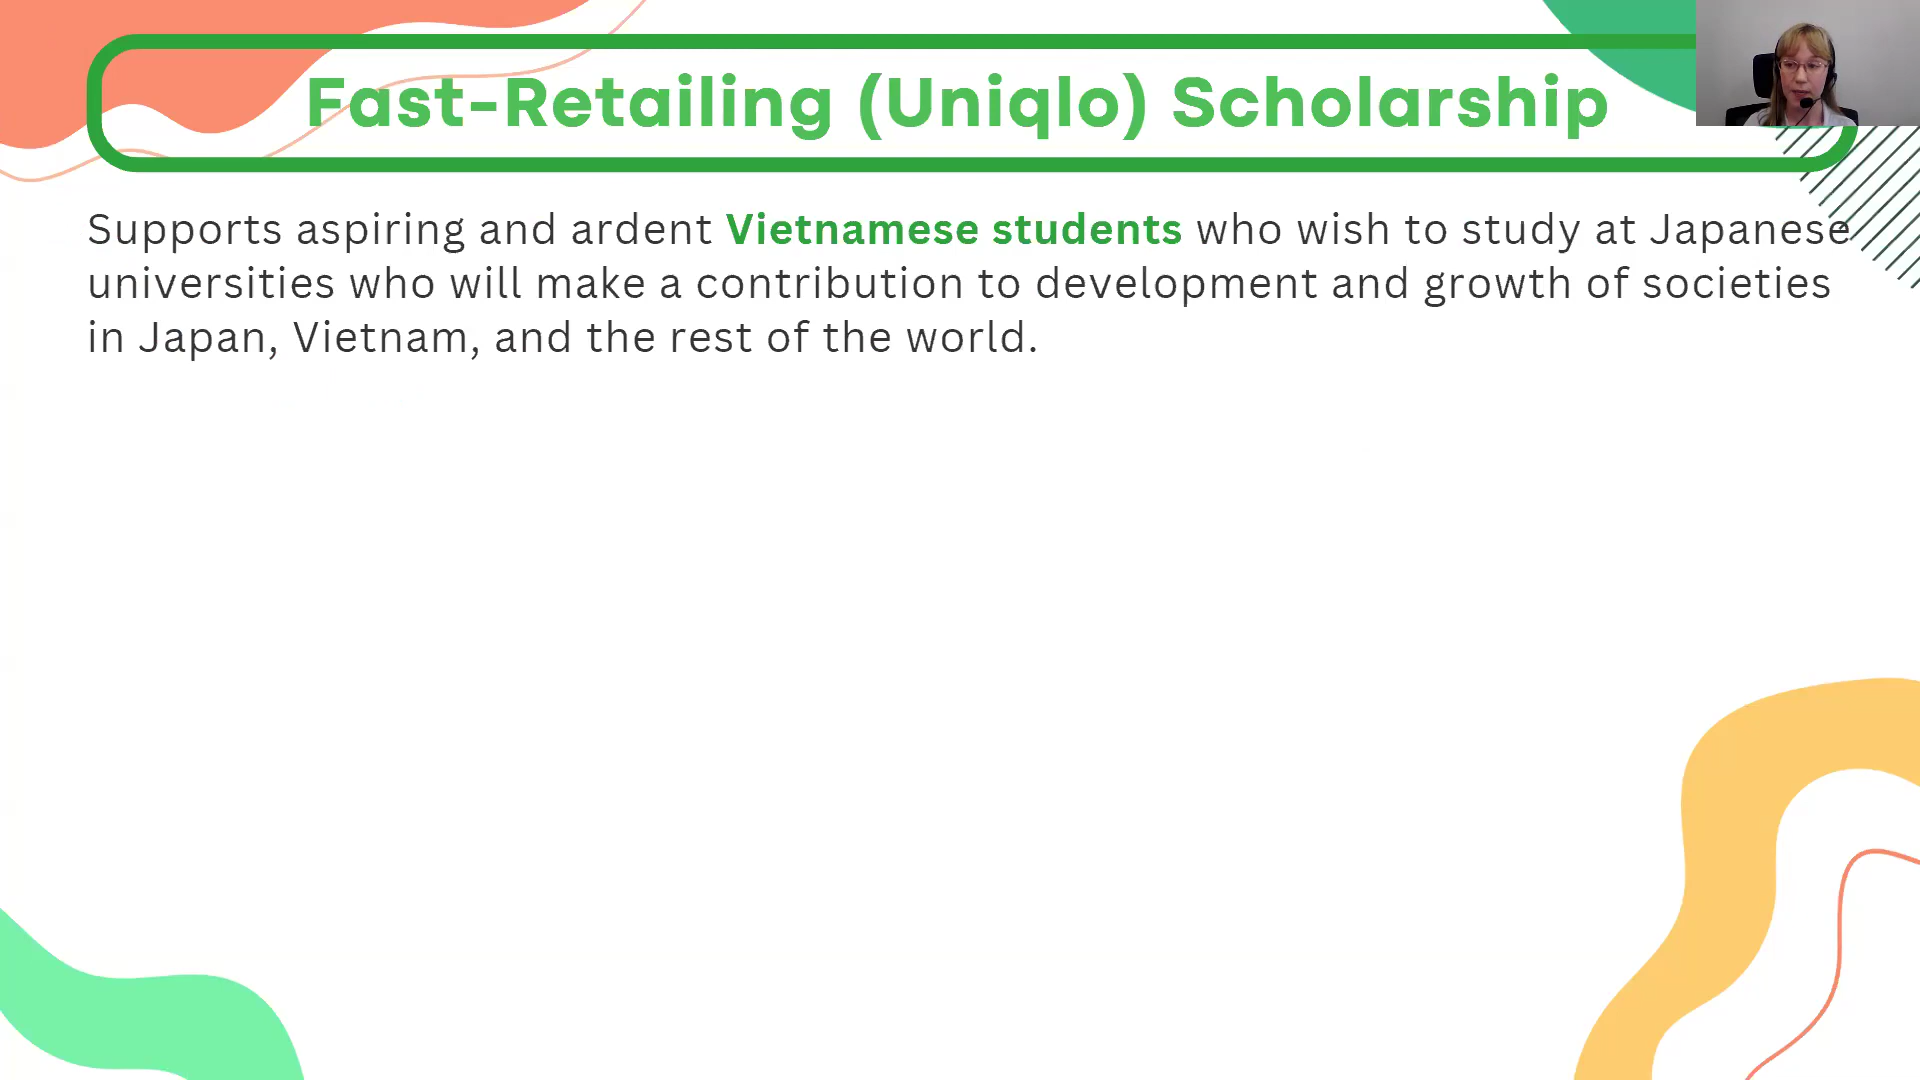 Fast-Retailing (Uniqlo) Scholarship
Supports aspiring and ardent Vietnamese students who wish to study at Japanese
universities who will make a contribution to development and growth of societies
in Japan, Vietnam, and the rest of the world.